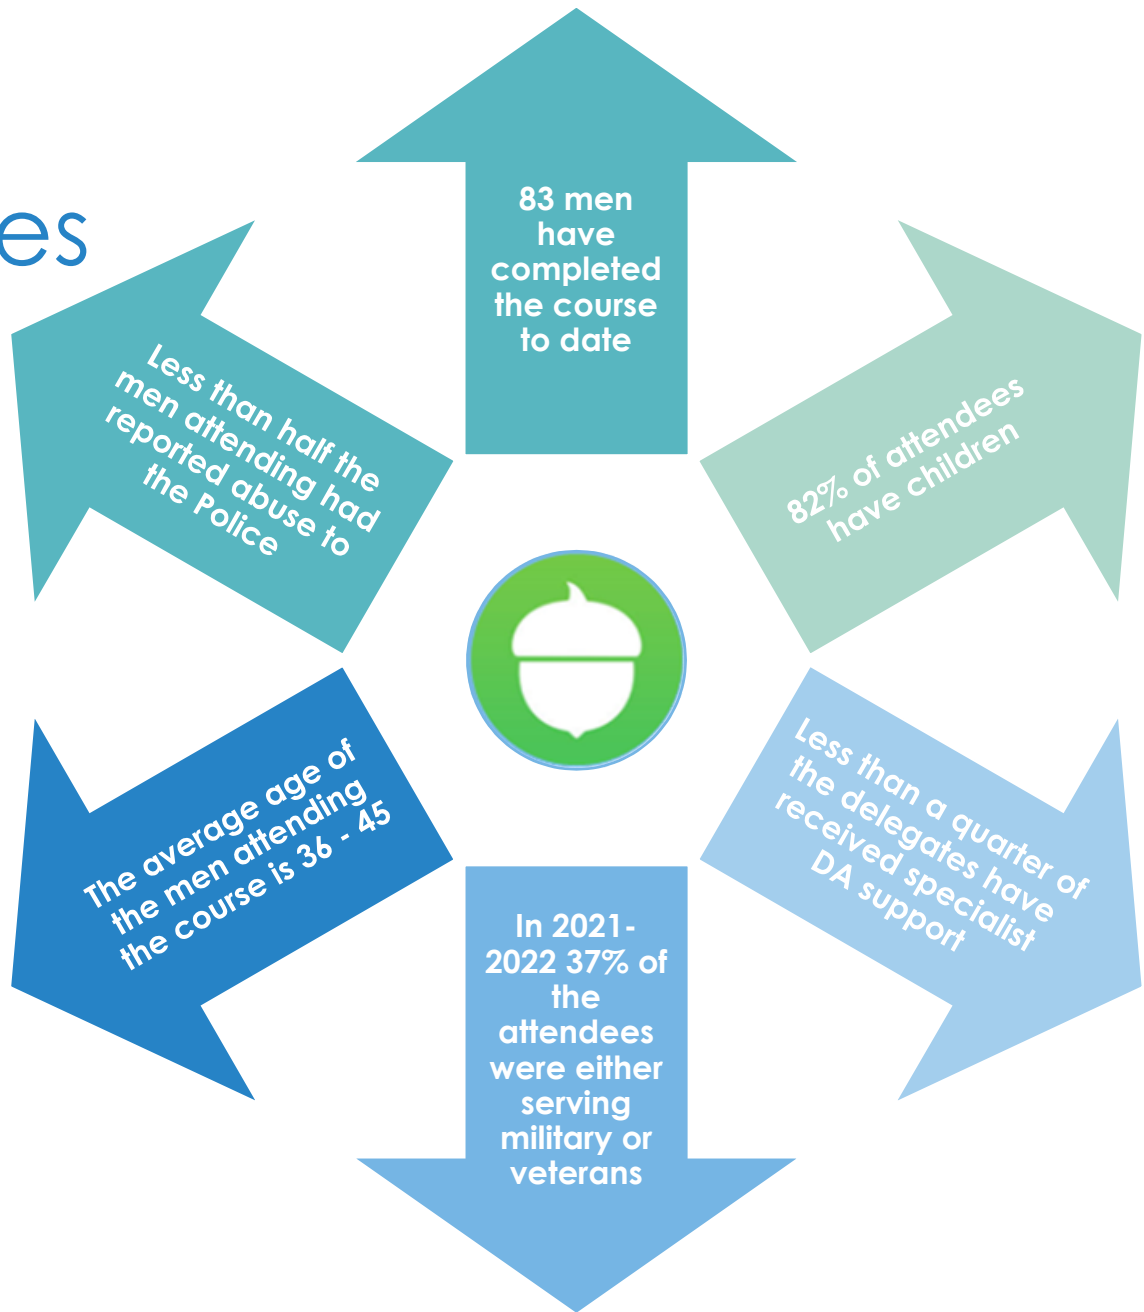 es
83 men
have
completed
the course
to date
82% of attendees
have children
Less than a quarter of
the delegates have
received specialist
DA support
In 2021-
2022 37% of
the
attendees
were either
serving
military or
veterans
The average age of
the men attending
the course is 36 - 45
Less than half the
men attending had
reported abuse to
the Police